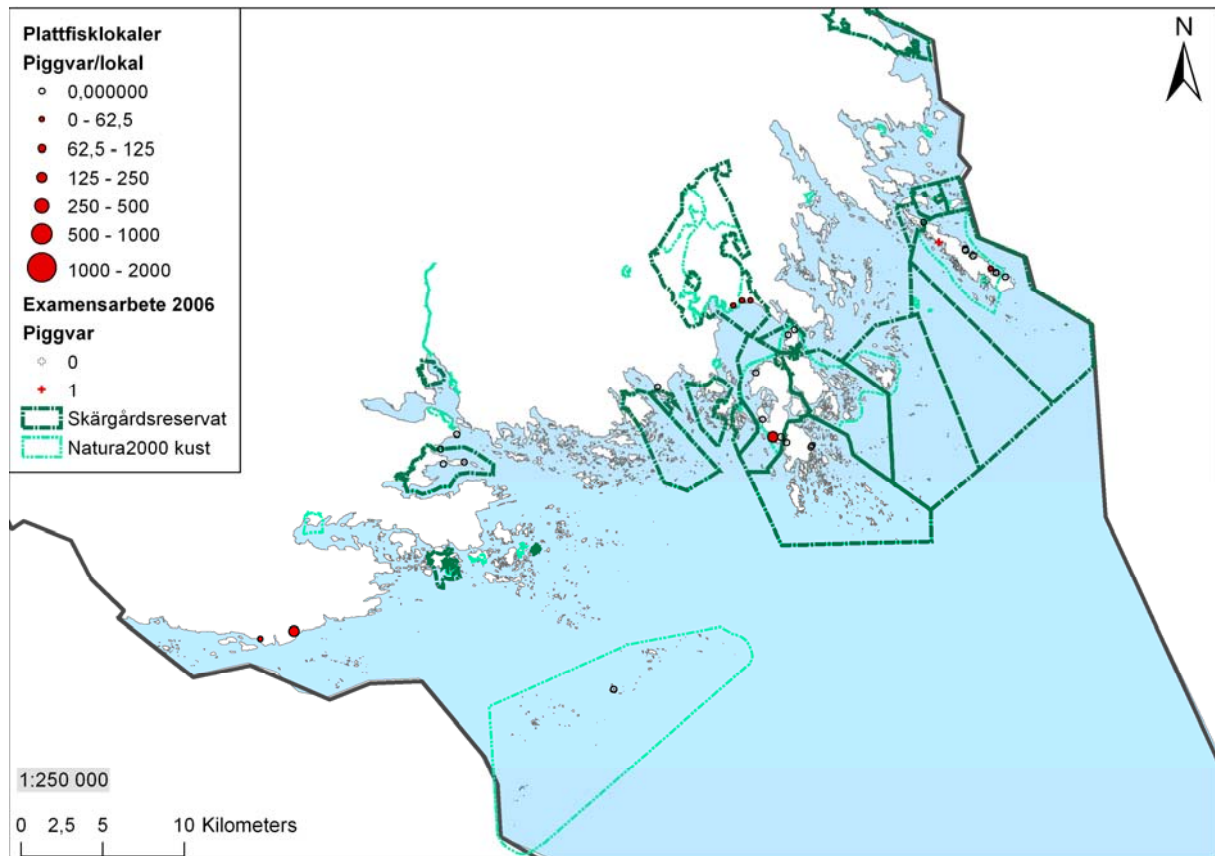 Plattfisklokaler
Piggvar/lokal
0,000000
0 - 62,5
62,5 - 125
125 - 250
250 - 500
500 - 1000
1000 - 2000
Examensarbete 2006
Piggvar
0
1
Skärgårdsreservat
Natura2000 kust
N
1:250 000
0 2,5 5 10 Kilometers